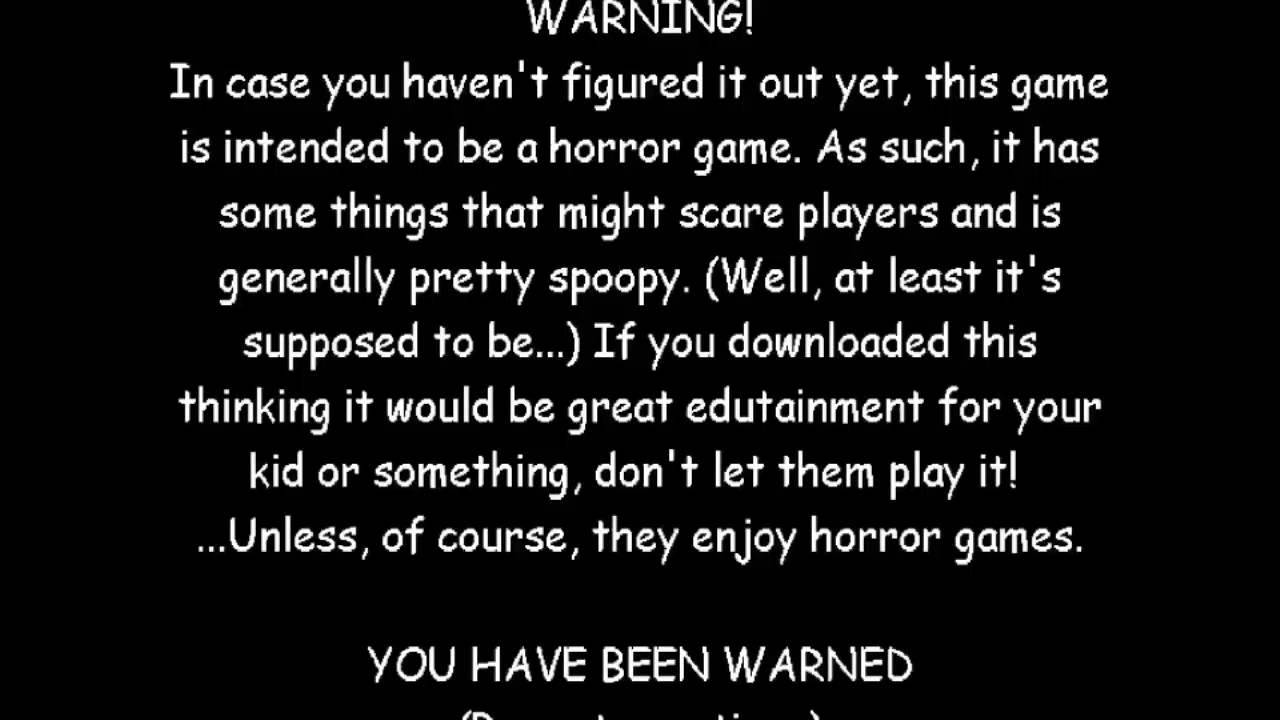 WARNING!
In case you haven't figured it out yet, this game
is intended to be a horror game. As such, it has
some things that might scare players and is
generally pretty spoopy. (Well, at least it's
supposed to be...) If you downloaded this
thinking it would be great edutainment for your
kid or something, don't let them play it!
...Unless, of course, they enjoy horror games.
YOU HAVE BEEN WARNED